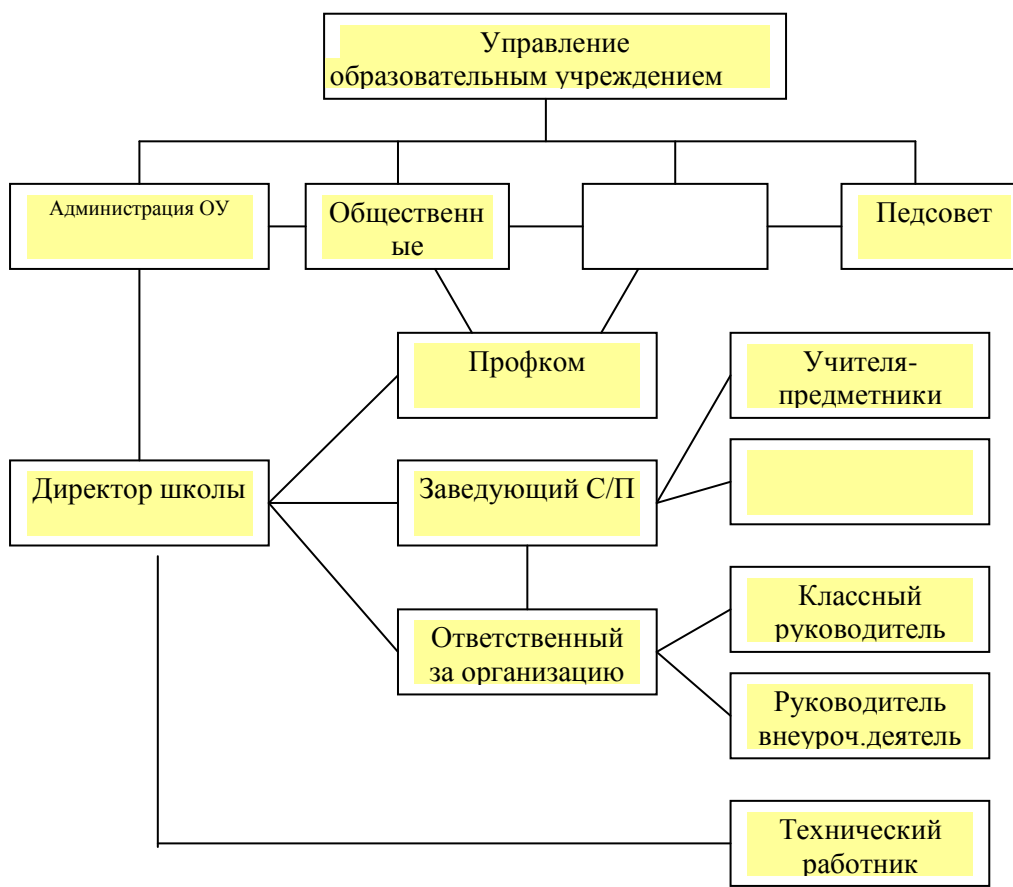 Управление
образовательным учреждением
Администрация ОУ
Общественн
ые
Педсовет
Профком
Учителя-
предметники
Директор школы
Заведующий С/П
Ответственный
за организацию
Классный
руководитель
Руководитель
внеуроч.деятель
Технический
работник